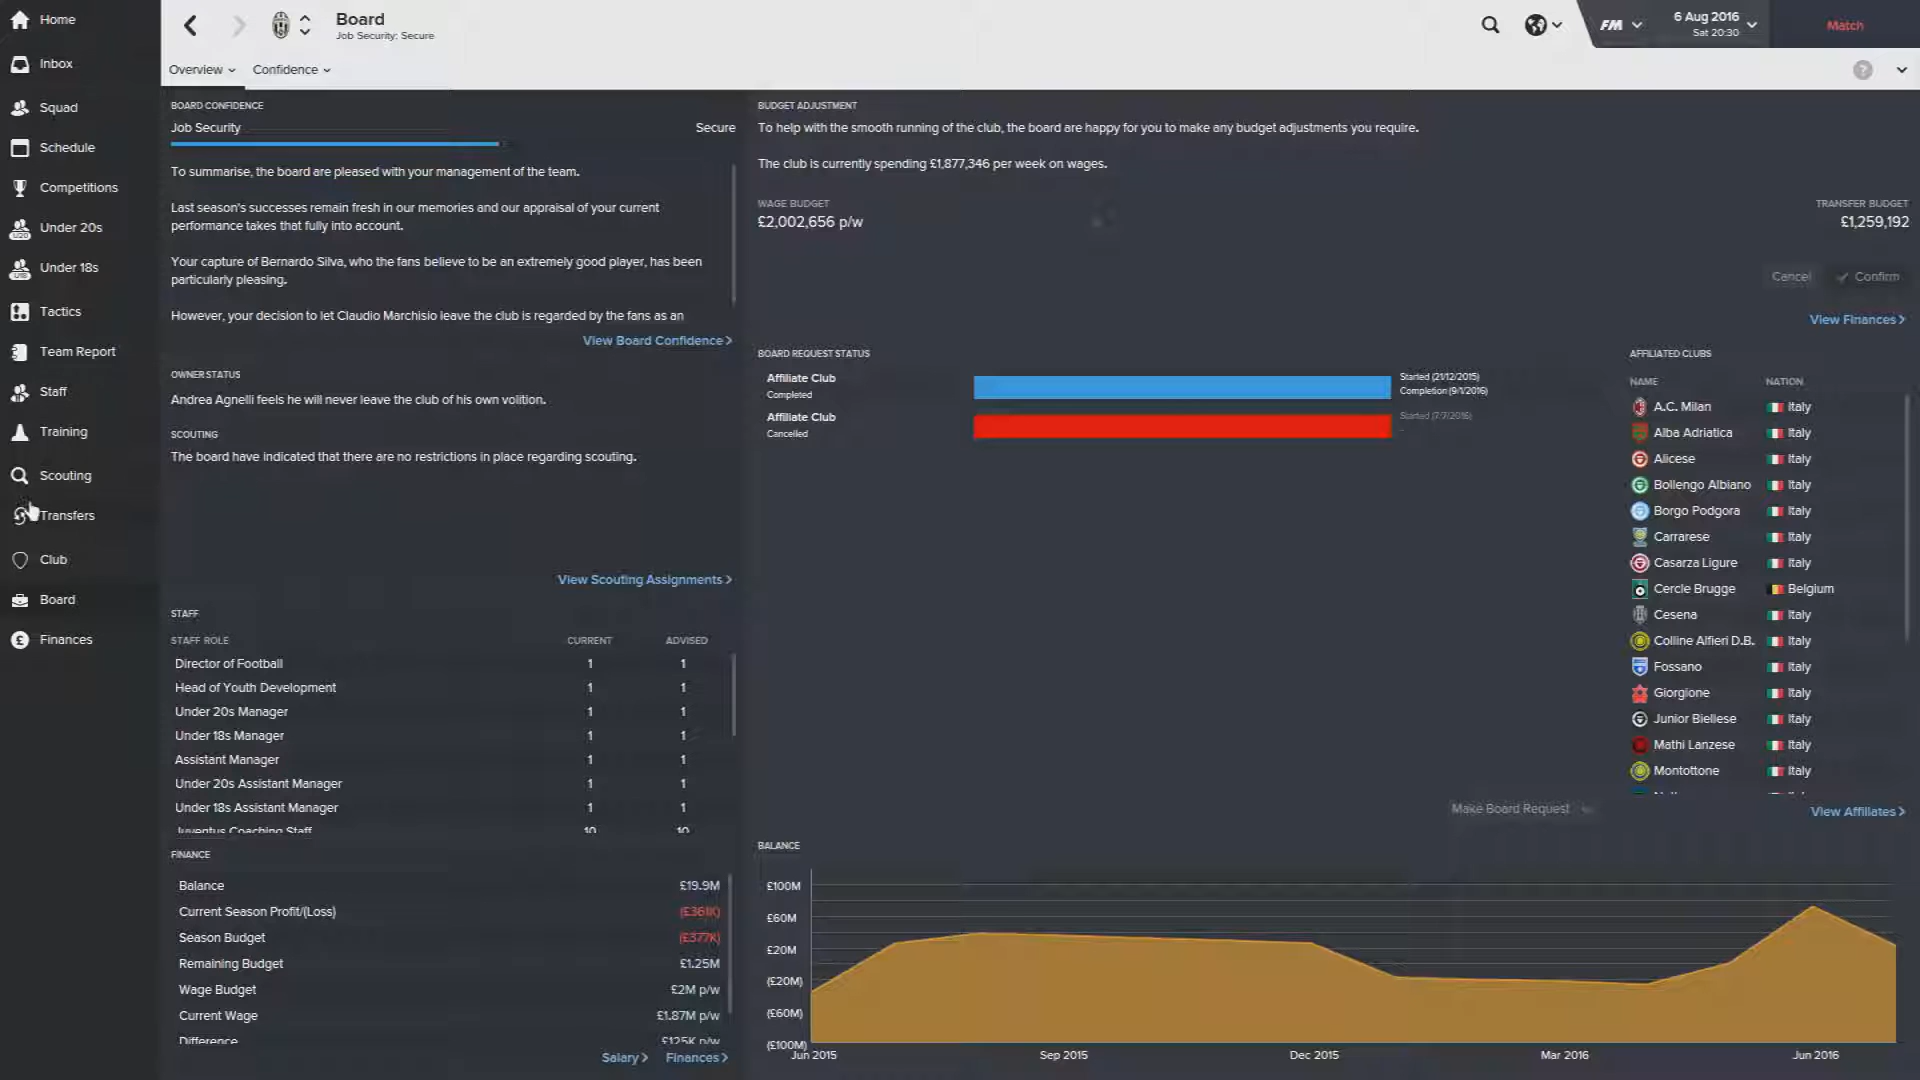 Home
Inbox
Squad
Schedule
Competitions
Under 20s
Under 18s
Tactics
Team Report
Staff
Training
Scouting
Transfers
Club
Board
Finances
Board
Job Security: Secure
FM
6 Aug 2016
Sat 20:30
Match
Overview
Confidence
?
BOARD CONFIDENCE
Job Security Secure
To summarise, the board are pleased with your management of the team.
Last season's successes remain fresh in our memories and our appraisal of your current
performance takes that fully into account.
Your capture of Bernardo Silva, who the fans believe to be an extremely good player, has been
particularly pleasing.
However, your decision to let Claudio Marchisio leave the club is regarded by the fans as an
View Board Confidence >
OWNER STATUS
Andrea Agnelli feels he will never leave the club of his own volition.
SCOUTING
The board have indicated that there are no restrictions in place regarding scouting.
View Scouting Assignments >
STAFF
STAFF ROLE CURRENT ADVISED
Director of Football 1 1
Head of Youth Development 1 1
Under 20s Manager 1 1
Under 18s Manager 1 1
Assistant Manager 1 1
Under 20s Assistant Manager 1 1
Under 18s Assistant Manager 1 1
Juventus Coaching Staff 10 10
FINANCE
Balance £19.9M
Current Season Profit/(Loss) (£361K)
Season Budget (£377K)
Remaining Budget £1.25M
Wage Budget £2M p/w
Current Wage £1.87M p/w
Difference £125K p/w
Salary > Finances >
BUDGET ADJUSTMENT
To help with the smooth running of the club, the board are happy for you to make any budget adjustments you require.
The club is currently spending £1,877,346 per week on wages.
WAGE BUDGET
£2,002,656 p/w
TRANSFER BUDGET
£1,259,192
Cancel Confirm
View Finances >
BOARD REQUEST STATUS
Affiliate Club
Completed
Started (21/12/2015)
Completion (9/1/2016)
Affiliate Club
Cancelled
Started (7/7/2016)
-
Make Board Request
AFFILIATED CLUBS
NAME NATION
A.C. Milan Italy
Alba Adriatica Italy
Alicese Italy
Bollengo Albiano Italy
Borgo Podgora Italy
Carrarese Italy
Casarza Ligure Italy
Cercle Brugge Belgium
Cesena Italy
Colline Alfieri D.B. Italy
Fossano Italy
Giorgione Italy
Junior Biellese Italy
Mathi Lanzese Italy
Montottone Italy
View Affiliates >
BALANCE
£100M
£60M
£20M
(£20M)
(£60M)
(£100M)
Jun 2015 Sep 2015 Dec 2015 Mar 2016 Jun 2016